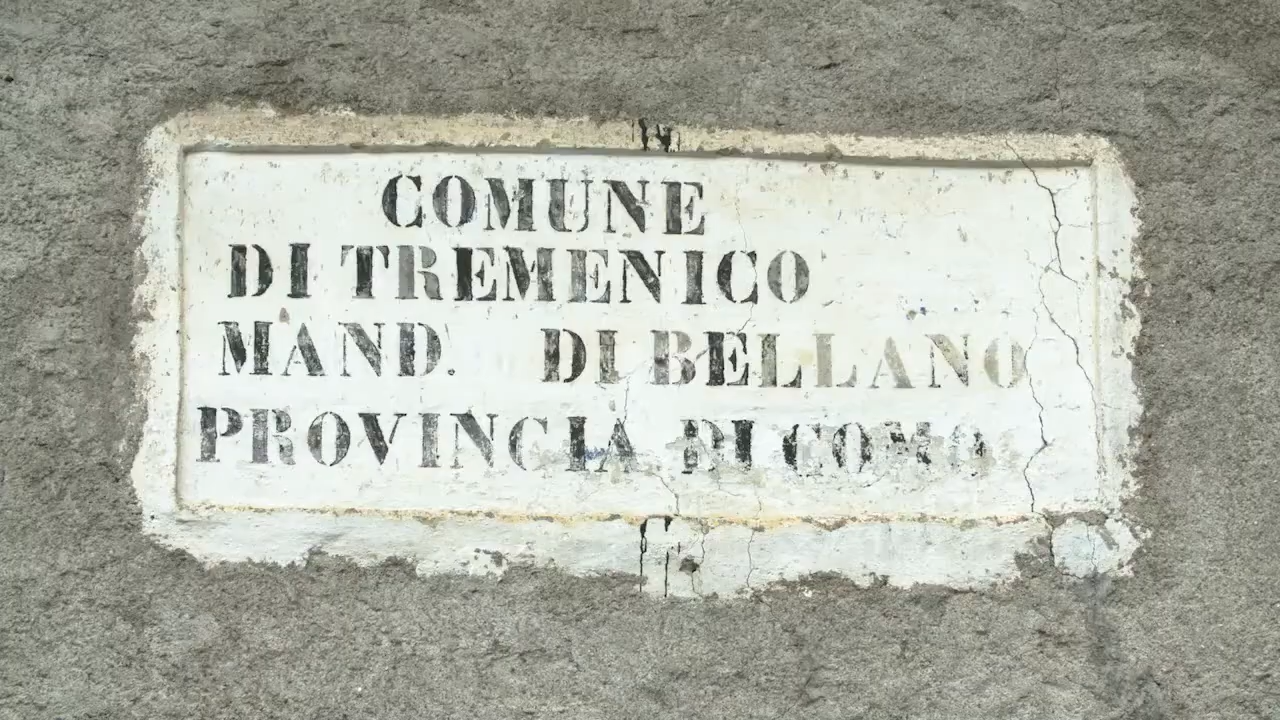 COMUNE
DI TREMENICO
MAND. DI BELLANO
PROVINCIA DI COMO